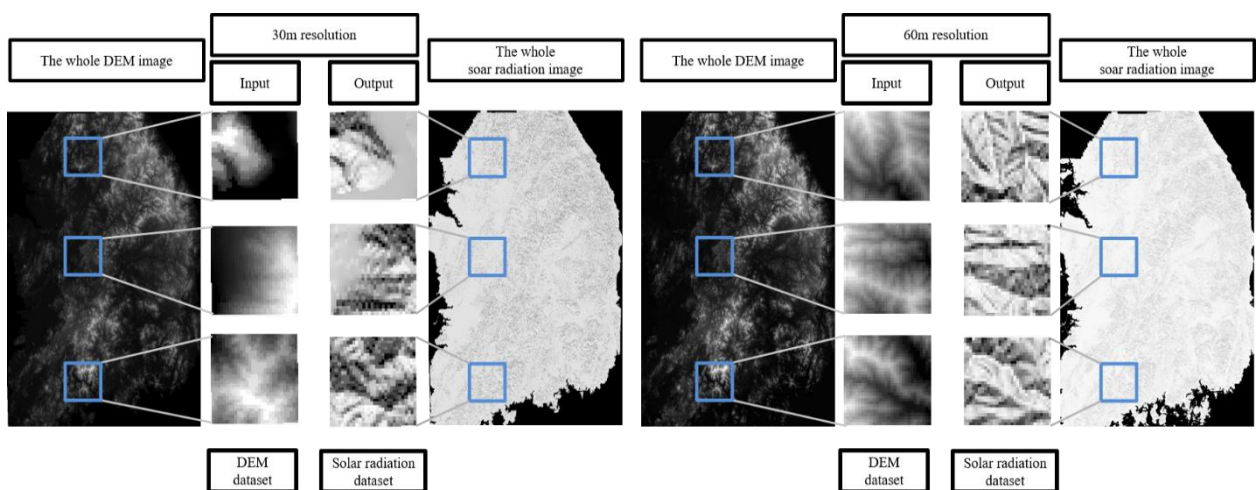 30m resolution
The whole DEM image
Input
Output
The whole
soar radiation image
DEM
dataset
Solar radiation
dataset
60m resolution
The whole DEM image
Input
Output
The whole
soar radiation image
DEM
dataset
Solar radiation
dataset